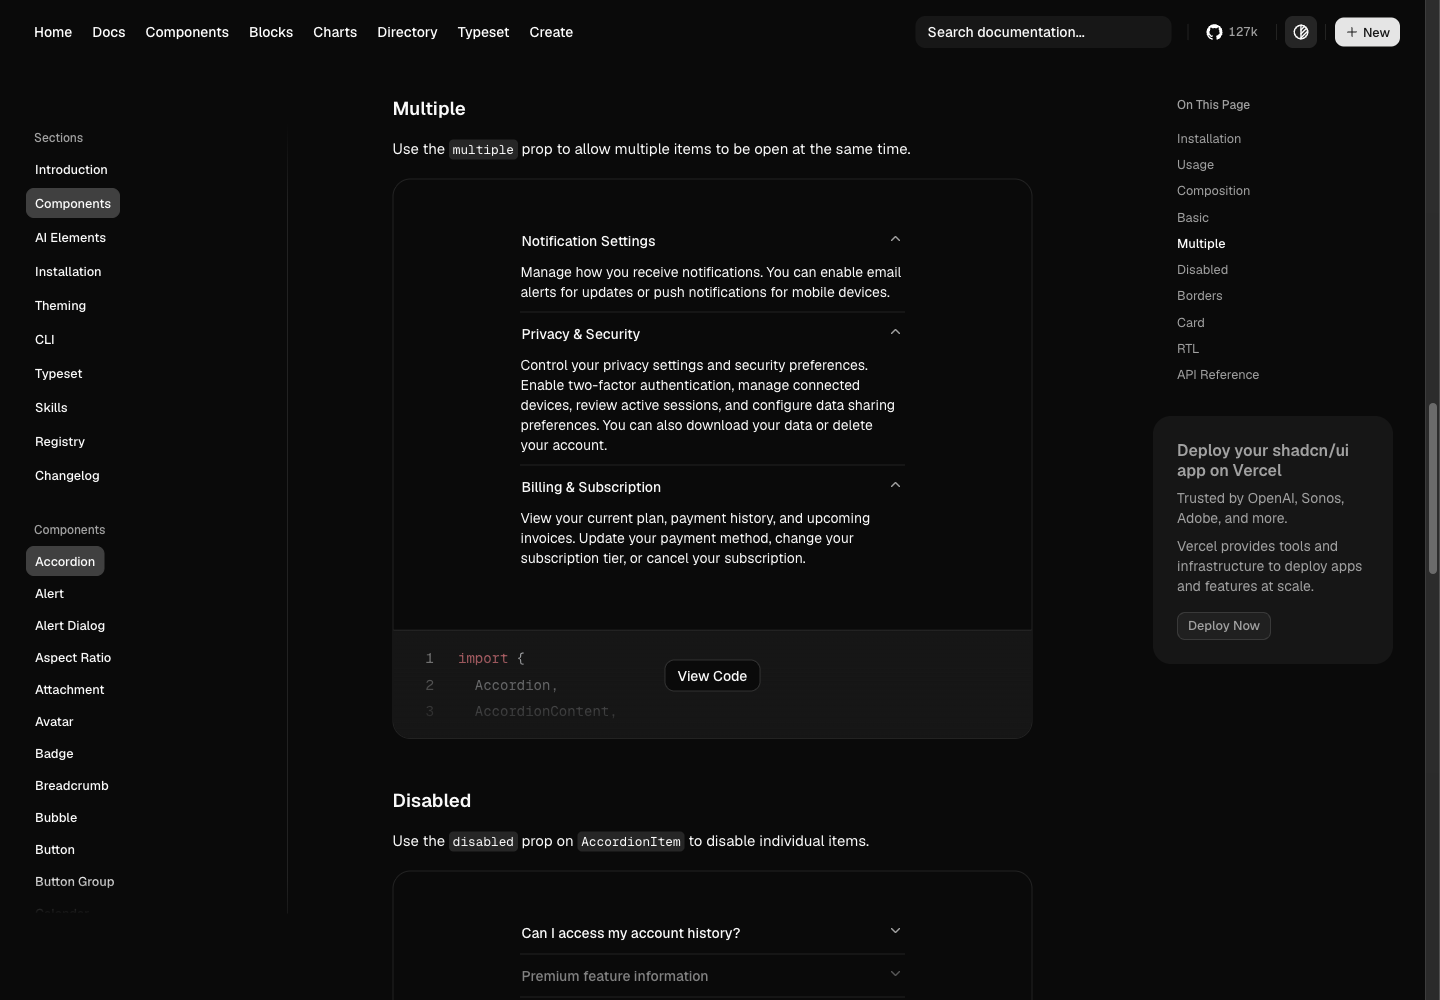 Home Docs Components Blocks Charts Directory Typeset Create
Search documentation...
127k
New
Sections
Introduction
Components
AI Elements
Installation
Theming
CLI
Typeset
Skills
Registry
Changelog
Components
Accordion
Alert
Alert Dialog
Aspect Ratio
Attachment
Avatar
Badge
Breadcrumb
Bubble
Button
Button Group
Calendar
Multiple
Use the multiple prop to allow multiple items to be open at the same time.
Notification Settings
Manage how you receive notifications. You can enable email
alerts for updates or push notifications for mobile devices.
Privacy & Security
Control your privacy settings and security preferences.
Enable two-factor authentication, manage connected
devices, review active sessions, and configure data sharing
preferences. You can also download your data or delete
your account.
Billing & Subscription
View your current plan, payment history, and upcoming
invoices. Update your payment method, change your
subscription tier, or cancel your subscription.
1 import {
2 Accordion,
3 AccordionContent,
View Code
Disabled
Use the disabled prop on AccordionItem to disable individual items.
Can I access my account history?
Premium feature information
On This Page
Installation
Usage
Composition
Basic
Multiple
Disabled
Borders
Card
RTL
API Reference
Deploy your shadcn/ui
app on Vercel
Trusted by OpenAI, Sonos,
Adobe, and more.
Vercel provides tools and
infrastructure to deploy apps
and features at scale.
Deploy Now